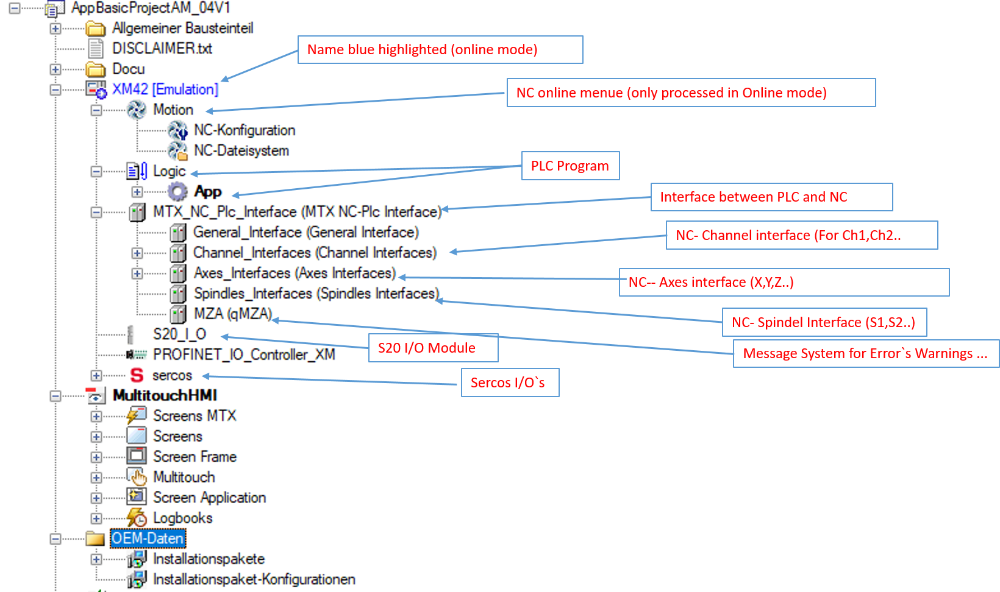 AppBasicProjectAM_04V1
Allgemeiner Bausteinteil
DISCLAIMER.txt
Name blue highlighted (online mode)
Docu
XM42 [Emulation]
NC online menue (only processed in Online mode)
Motion
NC-Konfiguration
NC-Dateisystem
PLC Program
Logic
App
Interface between PLC and NC
MTX_NC_Plc_Interface (MTX NC-Plc Interface)
General_Interface (General Interface)
NC- Channel interface (For Ch1,Ch2..
Channel_Interfaces (Channel Interfaces)
Axes_Interfaces (Axes Interfaces)
NC-- Axes interface (X,Y,Z..)
Spindles_Interfaces (Spindles Interfaces)
MZA (qMZA)
NC- Spindel Interface (S1,S2..)
S20_I_O
S20 I/O Module
Message System for Error`s Warnings ...
PROFINET_IO_Controller_XM
sercos
Sercos I/O`s
MultitouchHMI
Screens MTX
Screens
Screen Frame
Multitouch
Screen Application
Logbooks
OEM-Daten
Installationspakete
Installationspaket-Konfigurationen